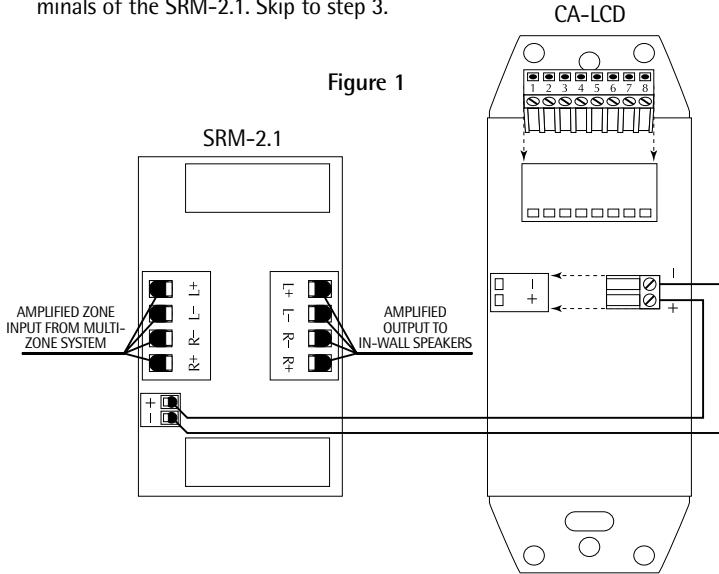 minals of the SRM-2.1. Skip to step 3.
CA-LCD
Figure 1
1 2 3 4 5 6 7 8
SRM-2.1
L+
L-
R-
R+
L+
L-
R-
R+
AMPLIFIED ZONE
INPUT FROM MULTI-
ZONE SYSTEM
AMPLIFIED
OUTPUT TO
IN-WALL SPEAKERS
–
+
–
+
+
–